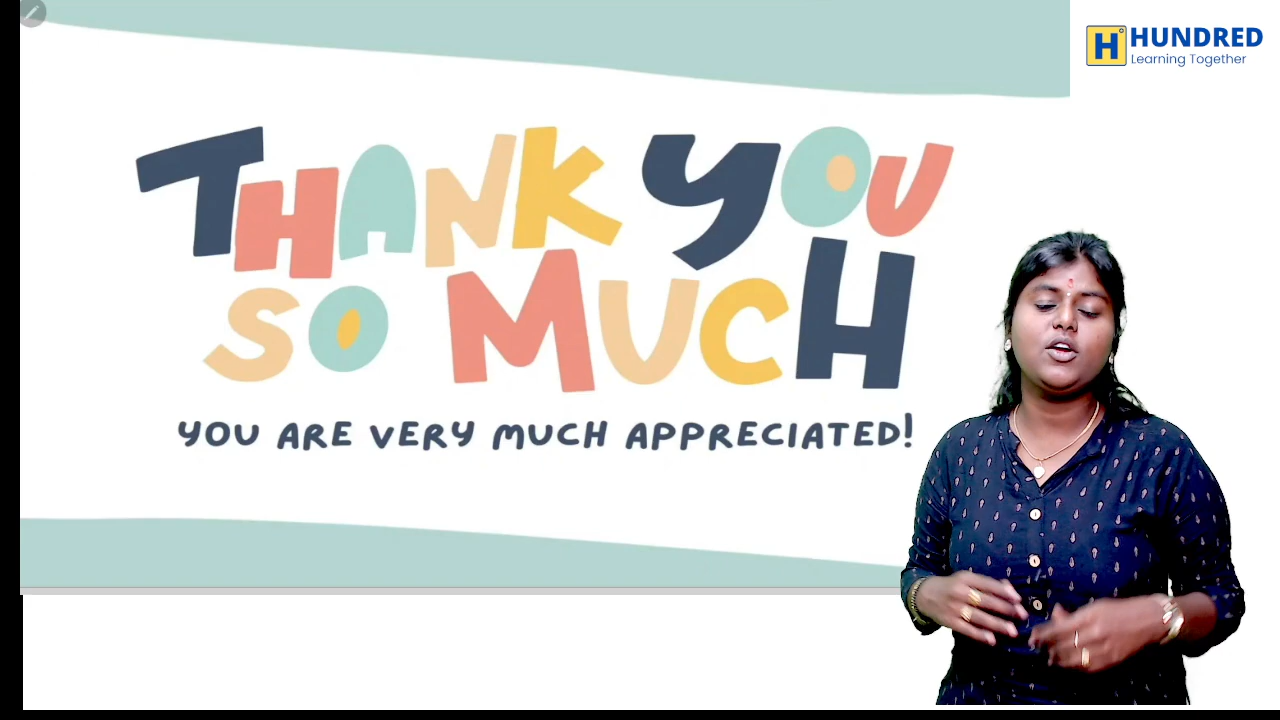 HUNDRED
Learning Together
THANK YOU
SO MUCH
YOU ARE VERY MUCH APPRECIATED!